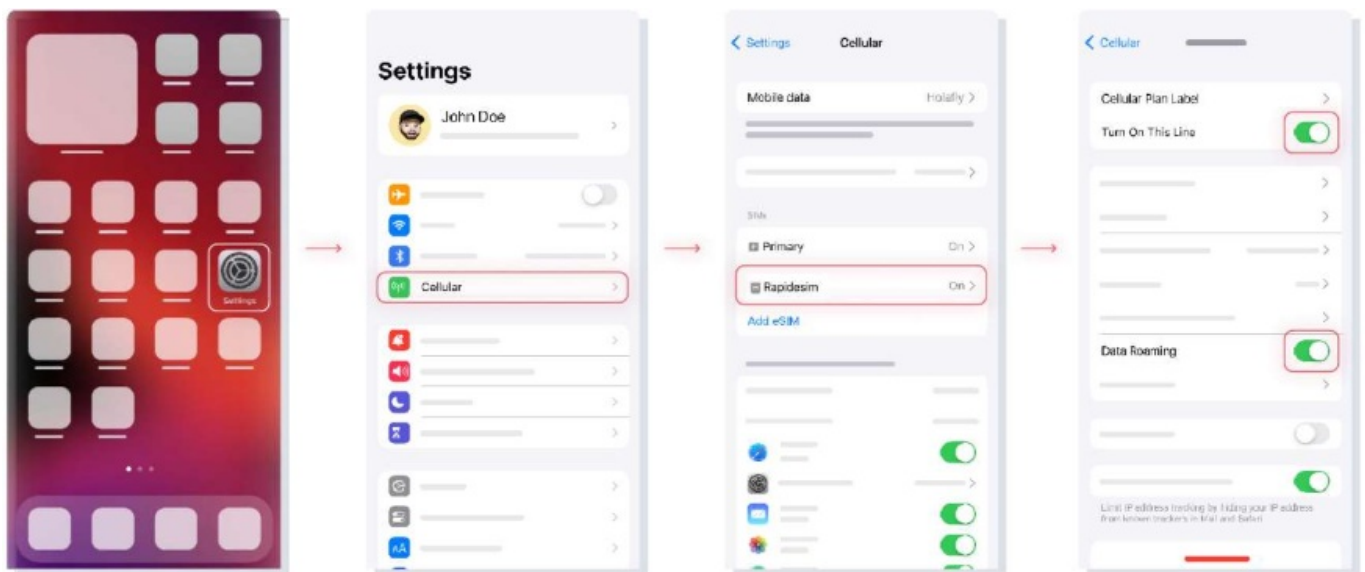 Settings
Settings
John Doe
Cellular
Settings
Cellular
Mobile data
Holafly
SIMs
Primary
On
Rapidesim
On
Add eSIM
Cellular
Cellular Plan Label
Turn On This Line
Data Roaming
Limit IP address tracking by hiding your IP address
from known trackers in Mail and Safari